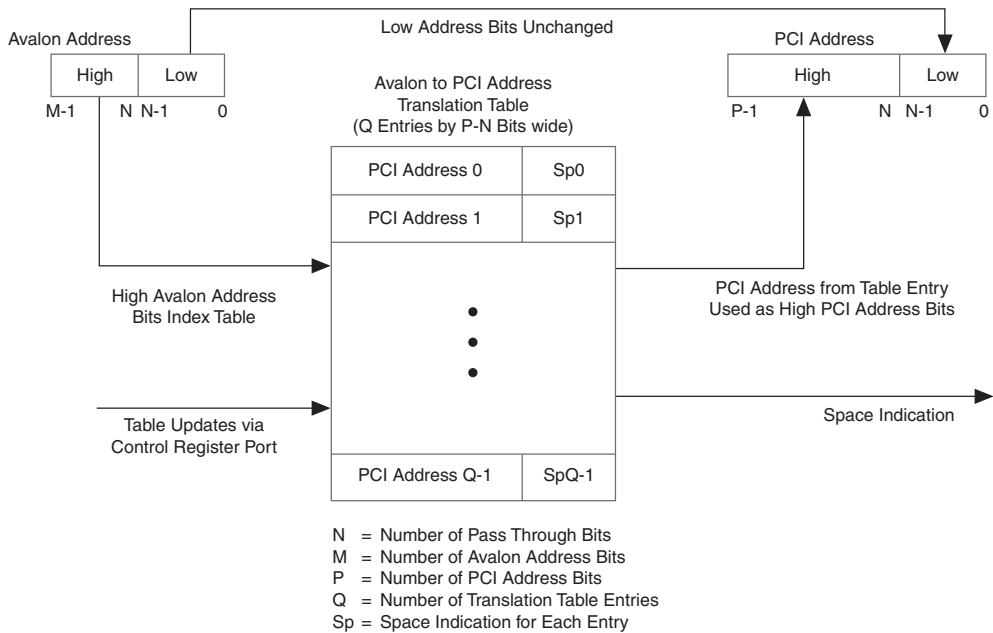 Low Address Bits Unchanged
Avalon Address
High Low
M-1 N N-1 0
PCI Address
High Low
P-1 N N-1 0
Avalon to PCI Address
Translation Table
(Q Entries by P-N Bits wide)
PCI Address 0 Sp0
PCI Address 1 Sp1
High Avalon Address
Bits Index Table
PCI Address from Table Entry
Used as High PCI Address Bits
Table Updates via
Control Register Port
Space Indication
PCI Address Q-1 SpQ-1
N = Number of Pass Through Bits
M = Number of Avalon Address Bits
P = Number of PCI Address Bits
Q = Number of Translation Table Entries
Sp = Space Indication for Each Entry